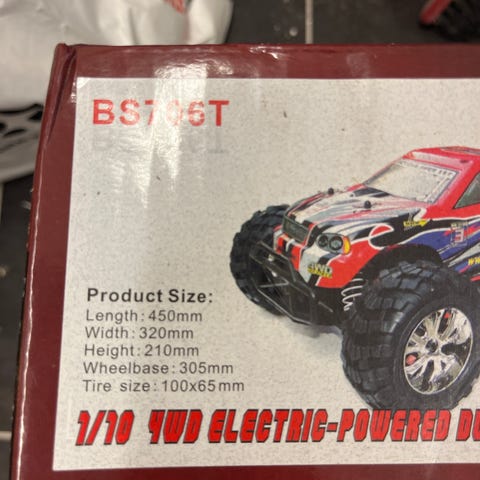 BS706T
Product Size:
Length: 450mm
Width: 320mm
Height: 210mm
Wheelbase: 305mm
Tire size: 100x65mm
1/10 4WD ELECTRIC-POWERED